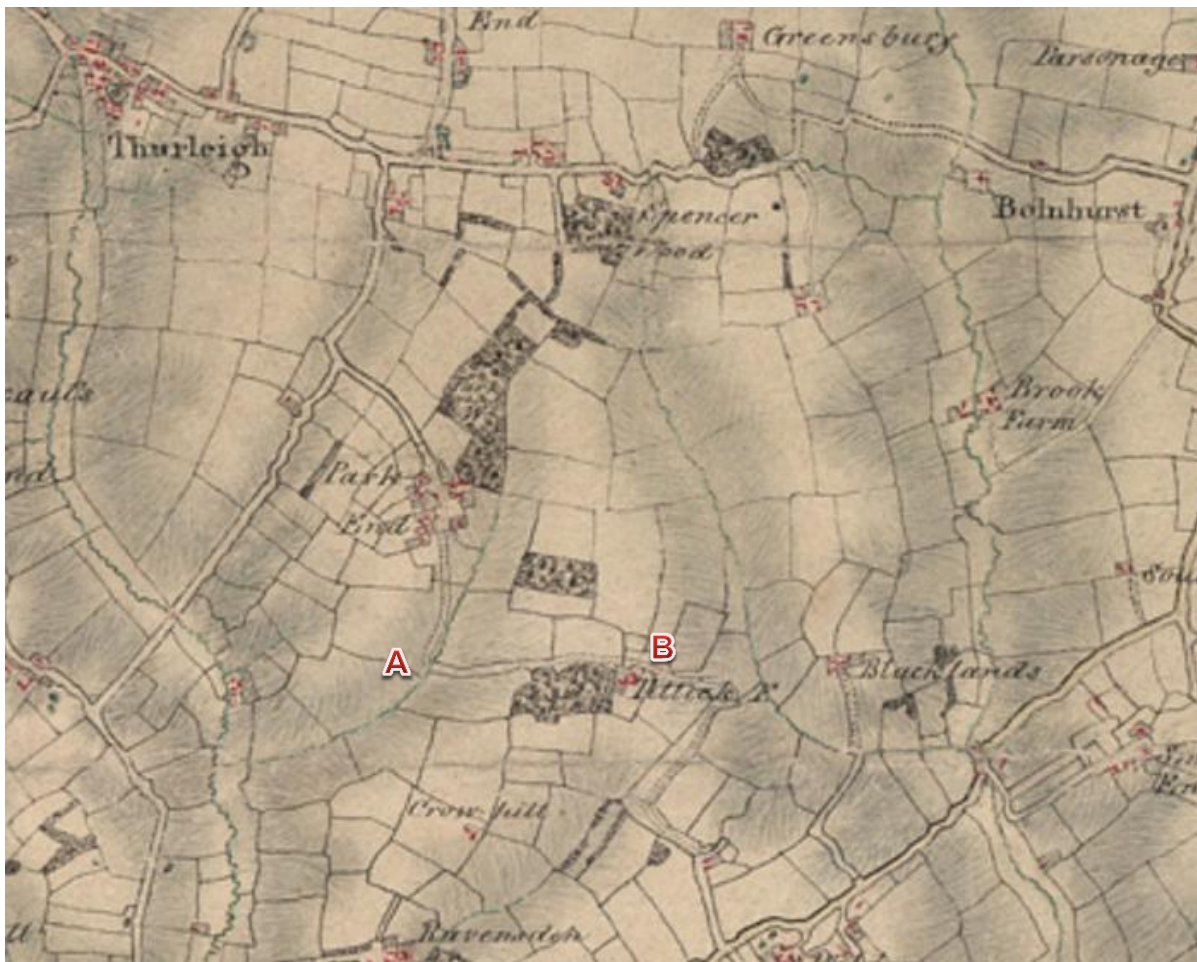 End
Greensbury
Parsonage
Thurleigh
Spencer
Wood
Bolnhurst
Brook
Farm
Park
End
A
B
Blacklands
Crow hill
Ravensden